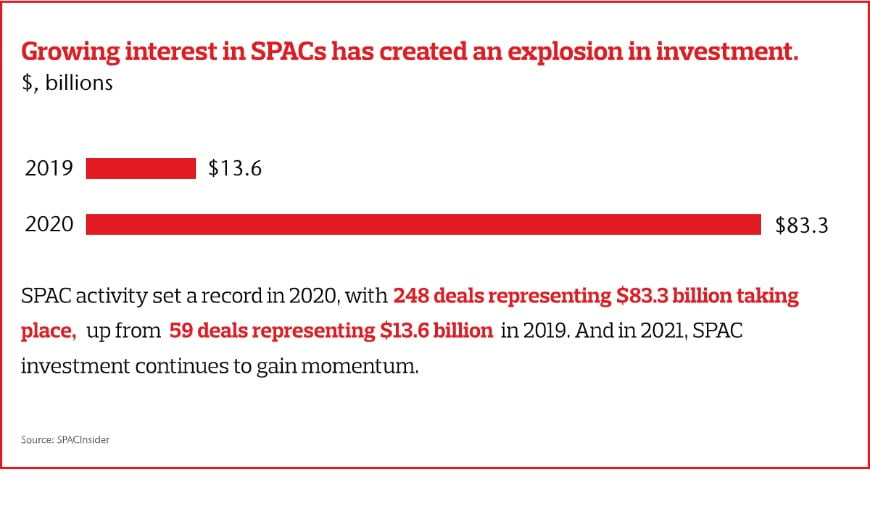 Growing interest in SPACs has created an explosion in investment.
$, billions
2019 $13.6
2020 $83.3
SPAC activity set a record in 2020, with 248 deals representing $83.3 billion taking
place, up from 59 deals representing $13.6 billion in 2019. And in 2021, SPAC
investment continues to gain momentum.
Source: SPACInsider